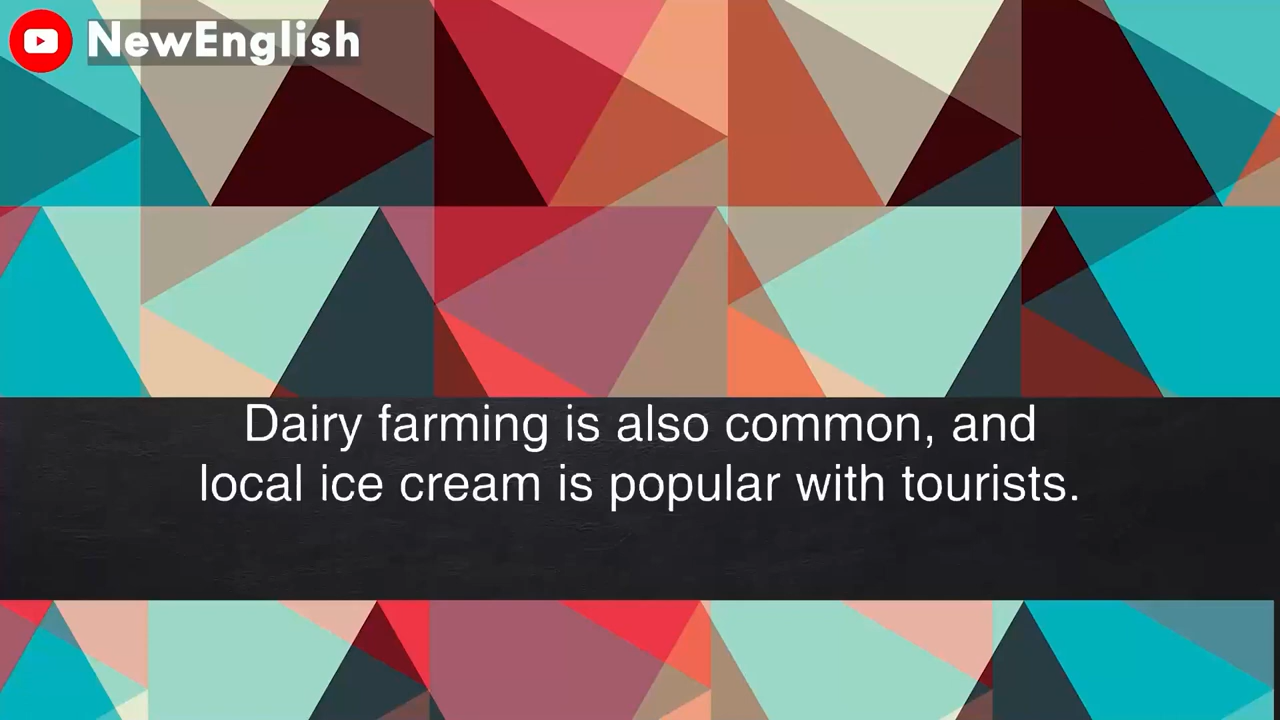 NewEnglish
Dairy farming is also common, and
local ice cream is popular with tourists.